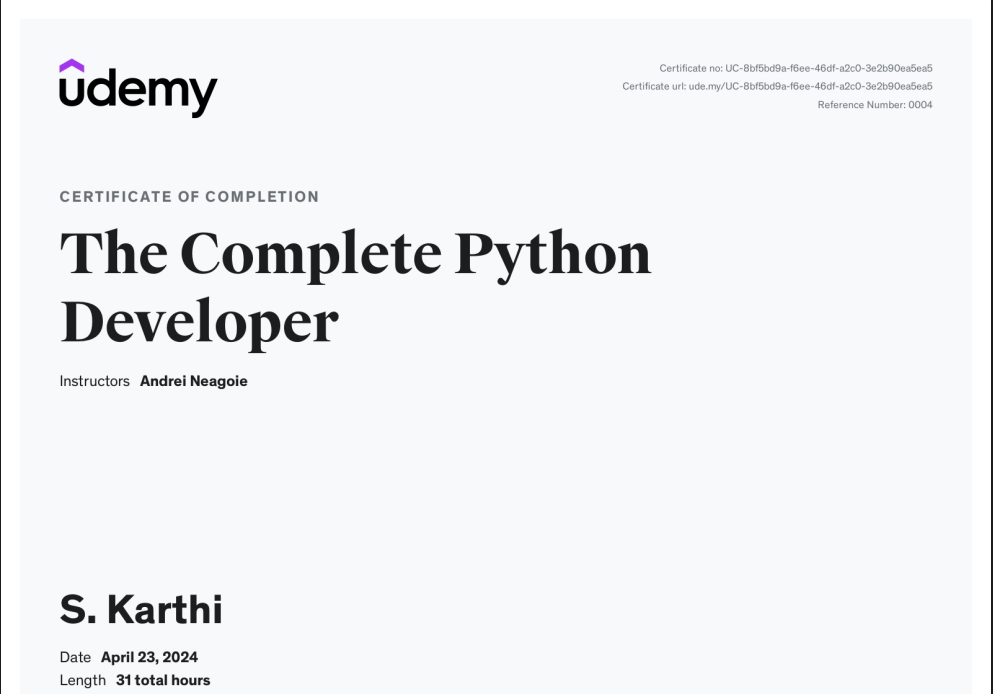 udemy
Certificate no: UC-8bf5bd9a-f6ee-46df-a2c0-3e2b90ea5ea5
Certificate url: ude.my/UC-8bf5bd9a-f6ee-46df-a2c0-3e2b90ea5ea5
Reference Number: 0004
CERTIFICATE OF COMPLETION
The Complete Python
Developer
Instructors Andrei Neagoie
S. Karthi
Date April 23, 2024
Length 31 total hours